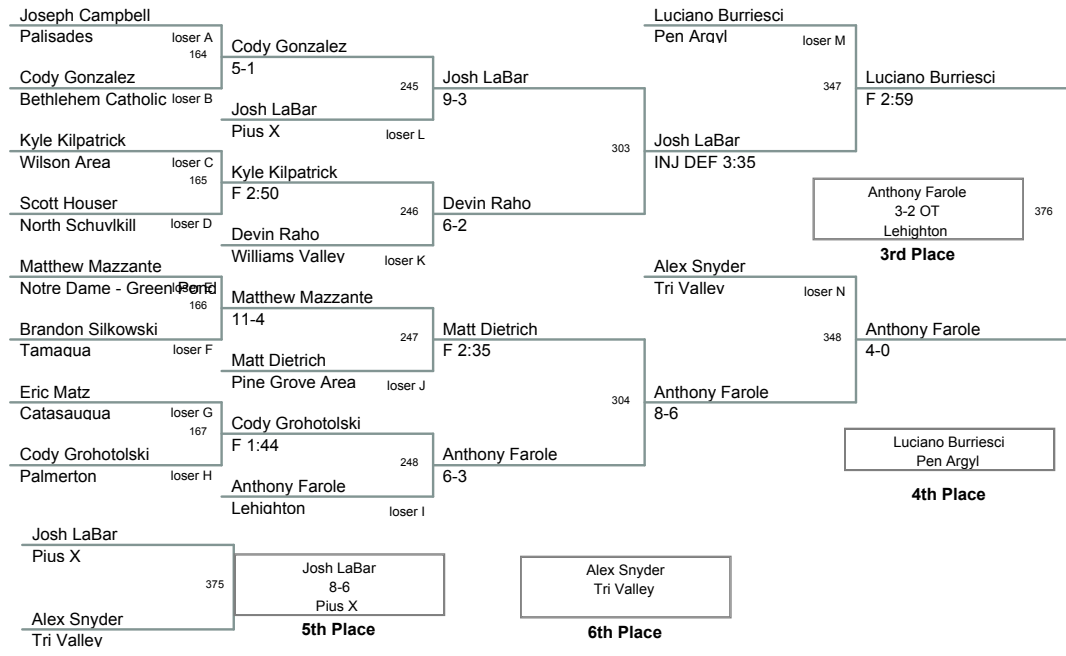 Joseph Campbell
Palisades
loser A
164
Cody Gonzalez
Bethlehem Catholic
loser B
Cody Gonzalez
5-1
Josh LaBar
Pius X
loser L
245
Kyle Kilpatrick
Wilson Area
loser C
165
Scott Houser
North Schuylkill
loser D
Kyle Kilpatrick
F 2:50
Devin Raho
Williams Valley
loser K
246
Josh LaBar
9-3
303
Devin Raho
6-2
Luciano Burriesci
Pen Argyl
loser M
347
Josh LaBar
INJ DEF 3:35
Luciano Burriesci
F 2:59
Anthony Farole
3-2 OT
Lehighton
376
3rd Place
Matthew Mazzante
Notre Dame - Green Pond
loser E
166
Brandon Silkowski
Tamaqua
loser F
Matthew Mazzante
11-4
Matt Dietrich
Pine Grove Area
loser J
247
Eric Matz
Catasauqua
loser G
167
Cody Grohotolski
Palmerton
loser H
Cody Grohotolski
F 1:44
Anthony Farole
Lehighton
loser I
248
Matt Dietrich
F 2:35
304
Anthony Farole
6-3
Alex Snyder
Tri Valley
loser N
348
Anthony Farole
8-6
Anthony Farole
4-0
Luciano Burriesci
Pen Argyl
4th Place
Josh LaBar
Pius X
375
Alex Snyder
Tri Valley
Josh LaBar
8-6
Pius X
5th Place
Alex Snyder
Tri Valley
6th Place